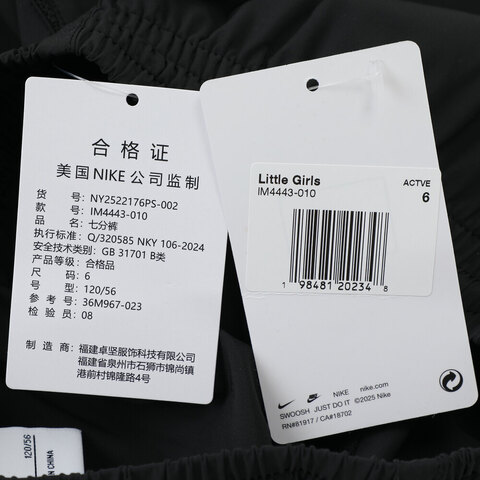 合格证
美国NIKE公司监制
货 号: NY2522176PS-002
款 号: IM4443-010
品 名: 七分裤
执行标准: Q/320585 NKY 106-2024
安全技术类别: GB 31701 B类
产品等级: 合格品
尺 码: 6
号 型: 120/56
参 考 号: 36M967-023
检 验 员: 08
制 造 商: 福建卓坚服饰科技有限公司
福建省泉州市石狮市锦尚镇
港前村锦隆路4号
Little Girls
IM4443-010
ACTVE
6
1 98481 20234 8
NIKE
nike.com
SWOOSH JUST DO IT ©2025 Nike
RN#81917 / CA#18702
120/56
IN CHINA